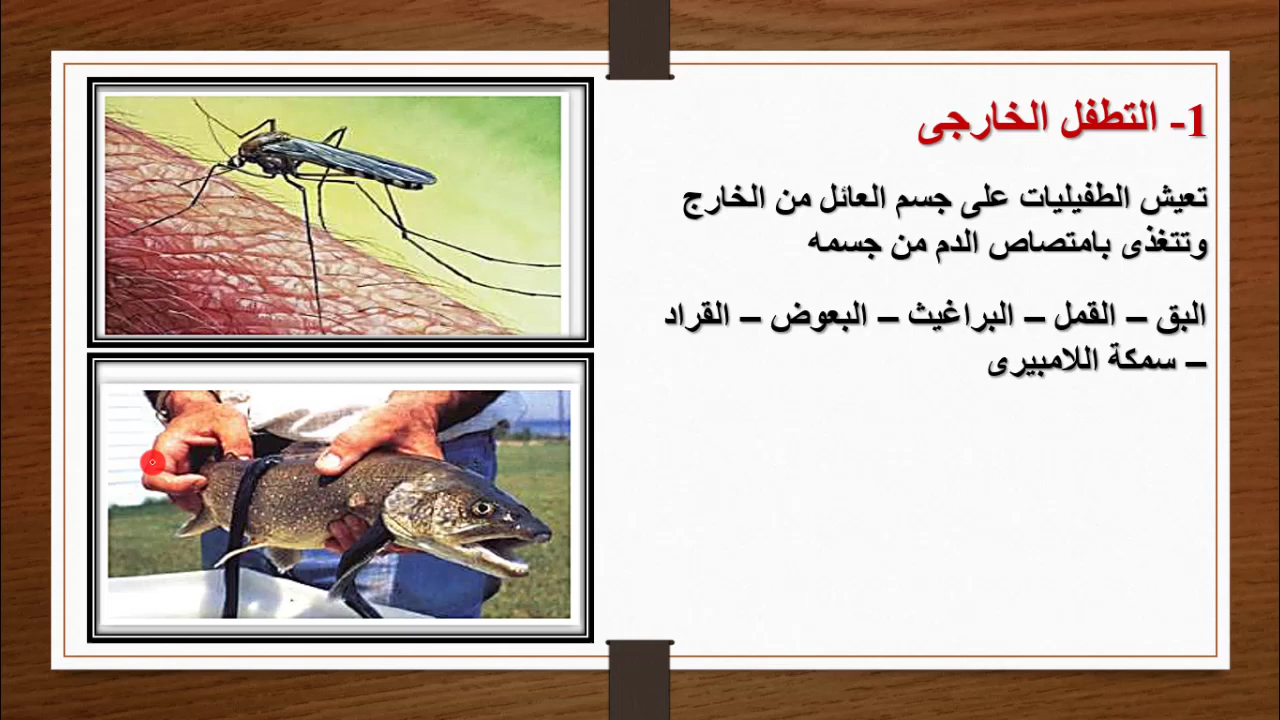 1- التطفل الخارجى
تعيش الطفيليات على جسم العائل من الخارج
وتتغذى بامتصاص الدم من جسمه
البق – القمل – البراغيث – البعوض – القراد
– سمكة اللامبيرى